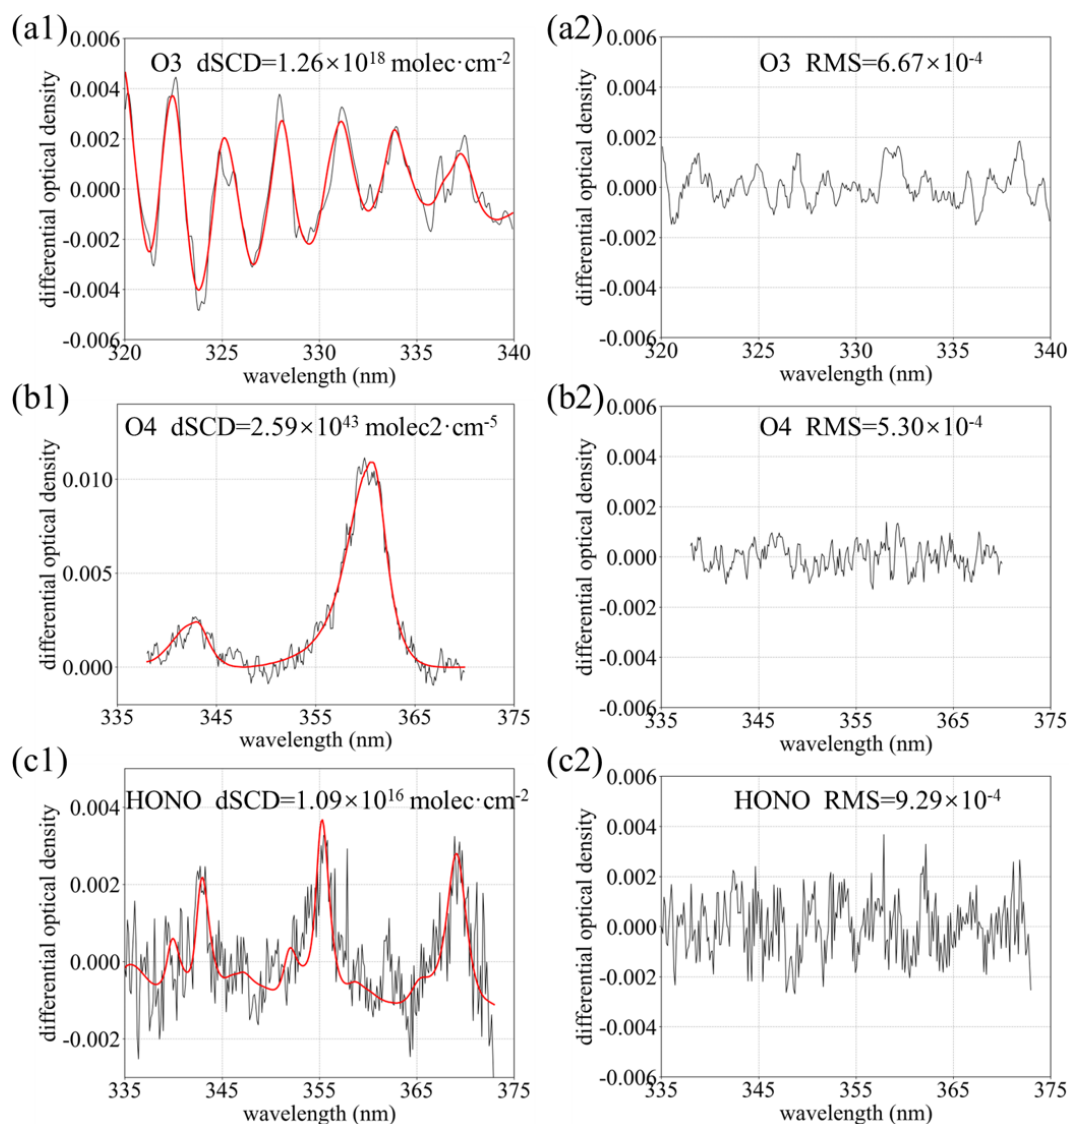 (a1)
O3 dSCD=1.26×10¹⁸ molec·cm⁻²
differential optical density
0.006
0.004
0.002
0.000
-0.002
-0.004
-0.006
320 325 330 335 340
wavelength (nm)
(a2)
O3 RMS=6.67×10⁻⁴
differential optical density
0.006
0.004
0.002
0.000
-0.002
-0.004
-0.006
320 325 330 335 340
wavelength (nm)
(b1)
O4 dSCD=2.59×10⁴³ molec2·cm⁻⁵
differential optical density
0.010
0.005
0.000
335 345 355 365 375
wavelength (nm)
(b2)
O4 RMS=5.30×10⁻⁴
differential optical density
0.006
0.004
0.002
0.000
-0.002
-0.004
-0.006
335 345 355 365 375
wavelength (nm)
(c1)
HONO dSCD=1.09×10¹⁶ molec·cm⁻²
differential optical density
0.004
0.002
0.000
-0.002
335 345 355 365 375
wavelength (nm)
(c2)
HONO RMS=9.29×10⁻⁴
differential optical density
0.006
0.004
0.002
0.000
-0.002
-0.004
-0.006
335 345 355 365 375
wavelength (nm)